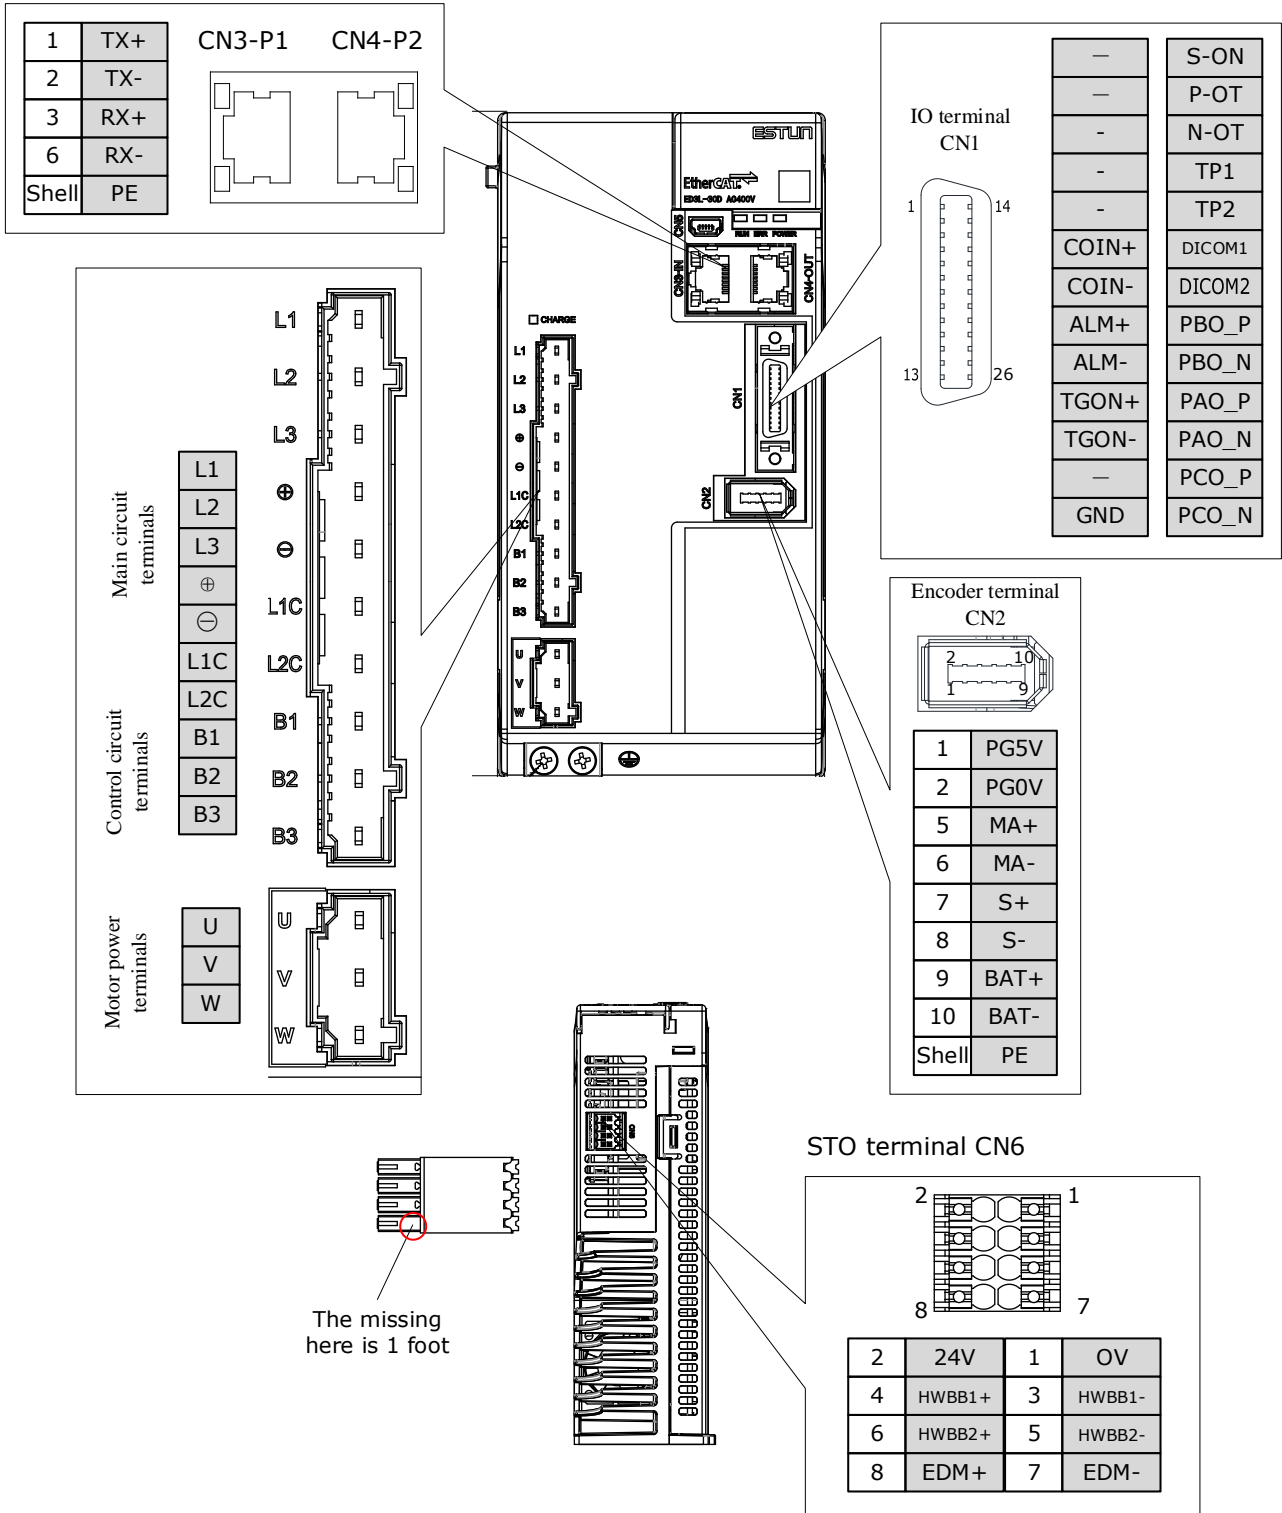 1 TX+
2 TX-
3 RX+
6 RX-
Shell PE
CN3-P1 CN4-P2
ESTUN
EtherCAT
ED3L-30D A0400V
CN5
RUN ERR POWER
CN3-IN
CN4-OUT
CHARGE
L1
L2
L3
⊕
⊖
L1C
L2C
B1
B2
B3
U
V
W
CN1
CN2
IO terminal
CN1
1 14
13 26
— S-ON
— P-OT
- N-OT
- TP1
- TP2
COIN+ DICOM1
COIN- DICOM2
ALM+ PBO_P
ALM- PBO_N
TGON+ PAO_P
TGON- PAO_N
— PCO_P
GND PCO_N
Main circuit
terminals
Control circuit
terminals
L1
L2
L3
⊕
⊖
L1C
L2C
B1
B2
B3
L1
L2
L3
⊕
⊖
L1C
L2C
B1
B2
B3
Motor power
terminals
U
V
W
U
V
W
Encoder terminal
CN2
2 10
1 9
1 PG5V
2 PG0V
5 MA+
6 MA-
7 S+
8 S-
9 BAT+
10 BAT-
Shell PE
CN6
The missing
here is 1 foot
STO terminal CN6
2 1
8 7
2 24V 1 OV
4 HWBB1+ 3 HWBB1-
6 HWBB2+ 5 HWBB2-
8 EDM+ 7 EDM-